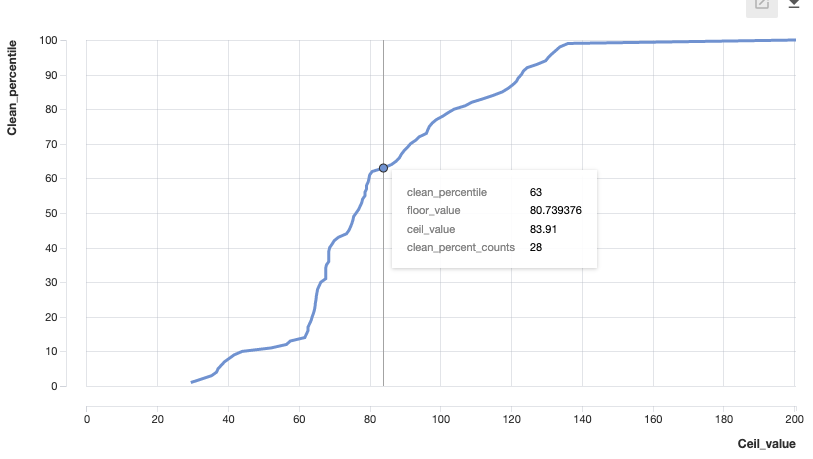 Clean_percentile
100
90
80
70
60
50
40
30
20
10
0
clean_percentile 63
floor_value 80.739376
ceil_value 83.91
clean_percent_counts 28
0 20 40 60 80 100 120 140 160 180 200
Ceil_value